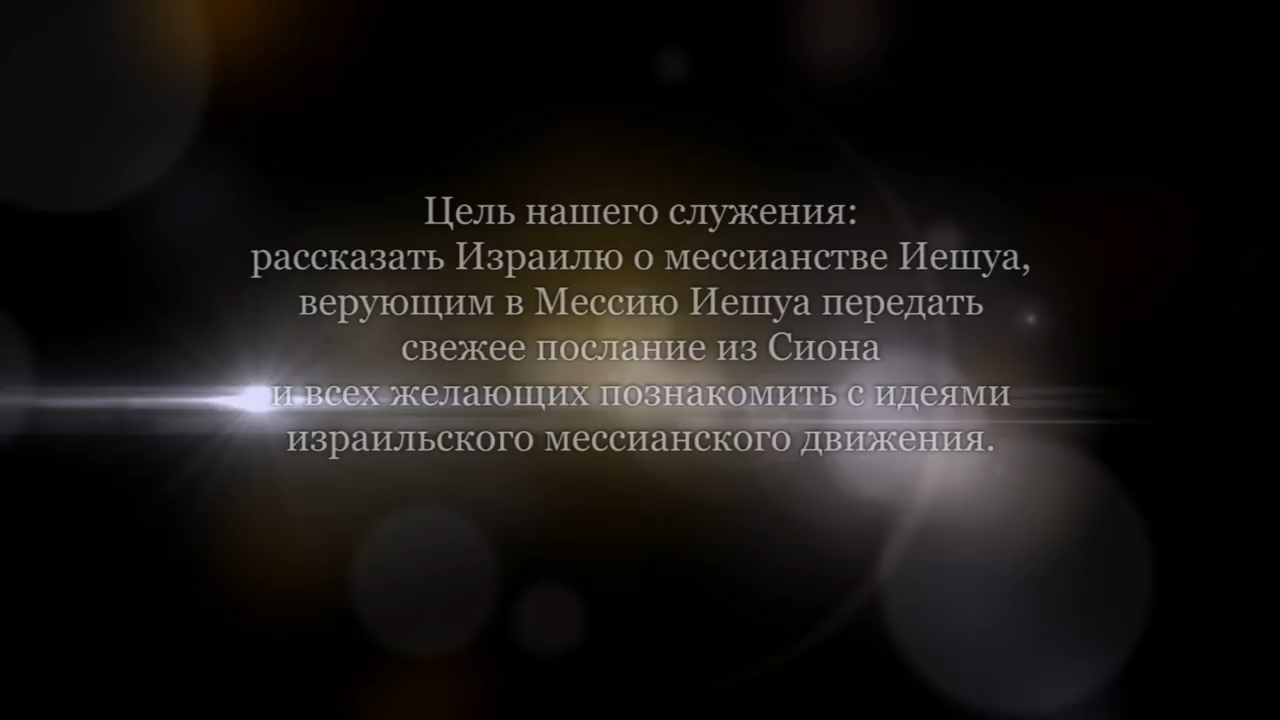 Цель нашего служения:
рассказать Израилю о мессианстве Иешуа,
верующим в Мессию Иешуа передать
свежее послание из Сиона
и всех желающих познакомить с идеями
израильского мессианского движения.